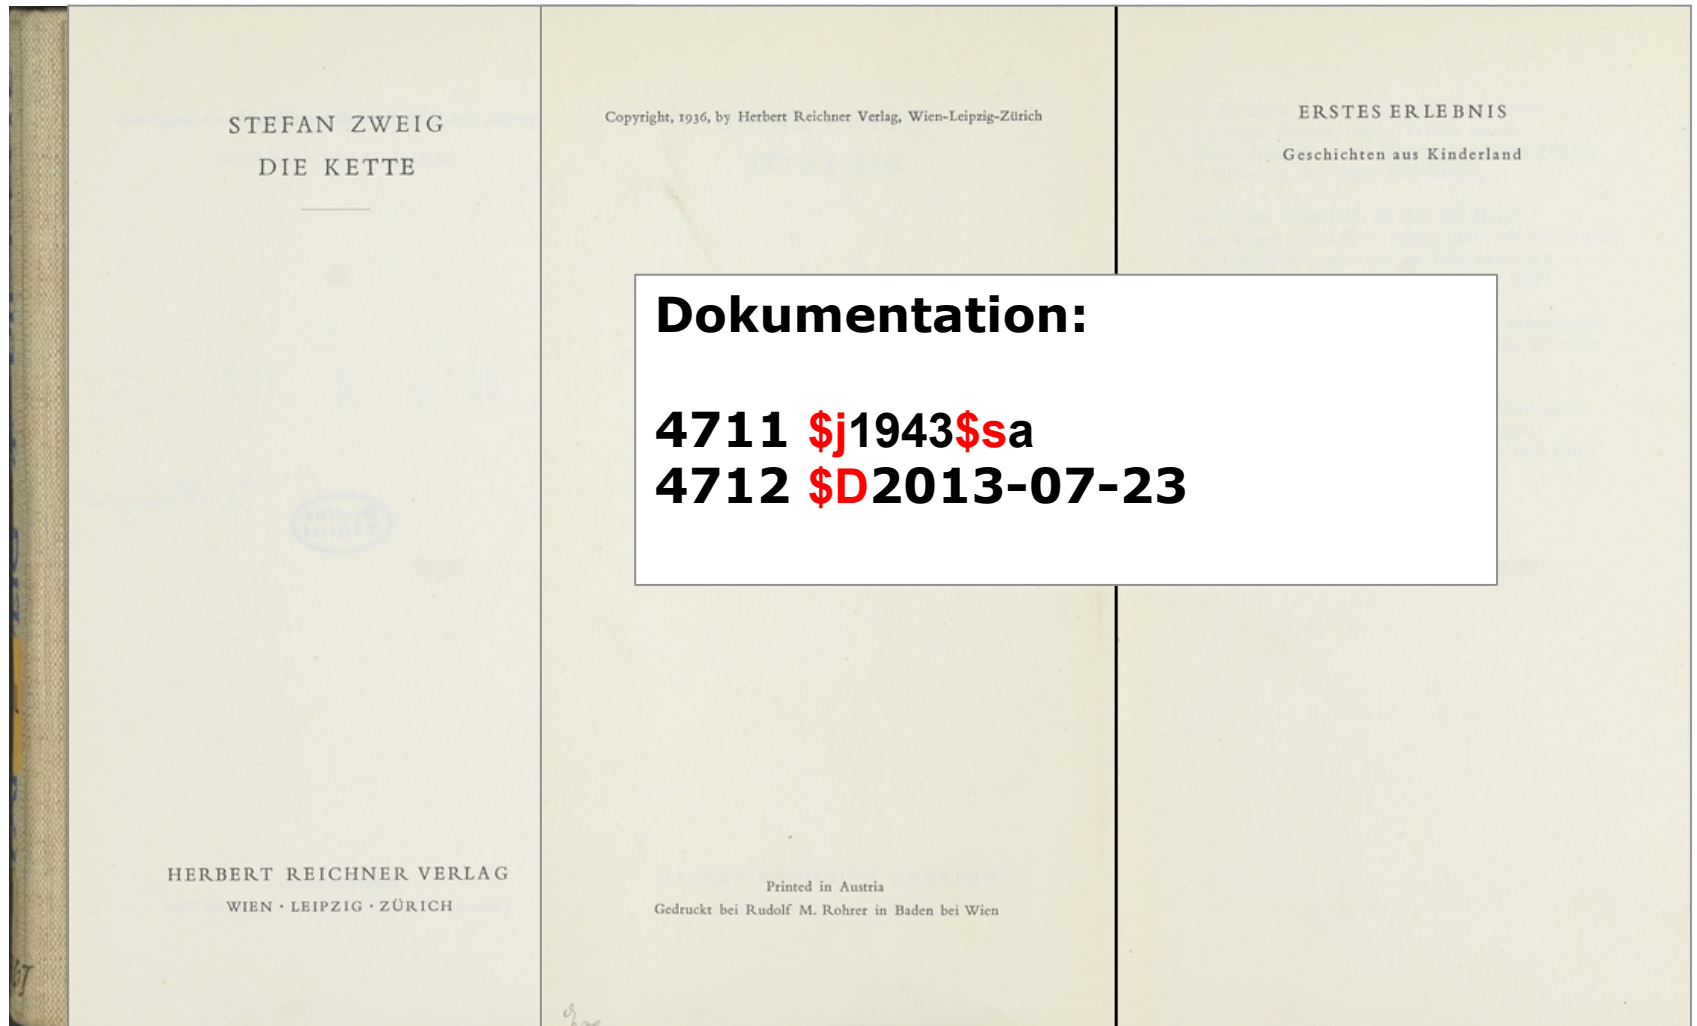 STEFAN ZWEIG
DIE KETTE
HERBERT REICHNER VERLAG
WIEN · LEIPZIG · ZÜRICH
Copyright, 1936, by Herbert Reichner Verlag, Wien-Leipzig-Zürich
Printed in Austria
Gedruckt bei Rudolf M. Rohrer in Baden bei Wien
ERSTES ERLEBNIS
Geschichten aus Kinderland
Dokumentation:
4711 $j1943$sa
4712 $D2013-07-23